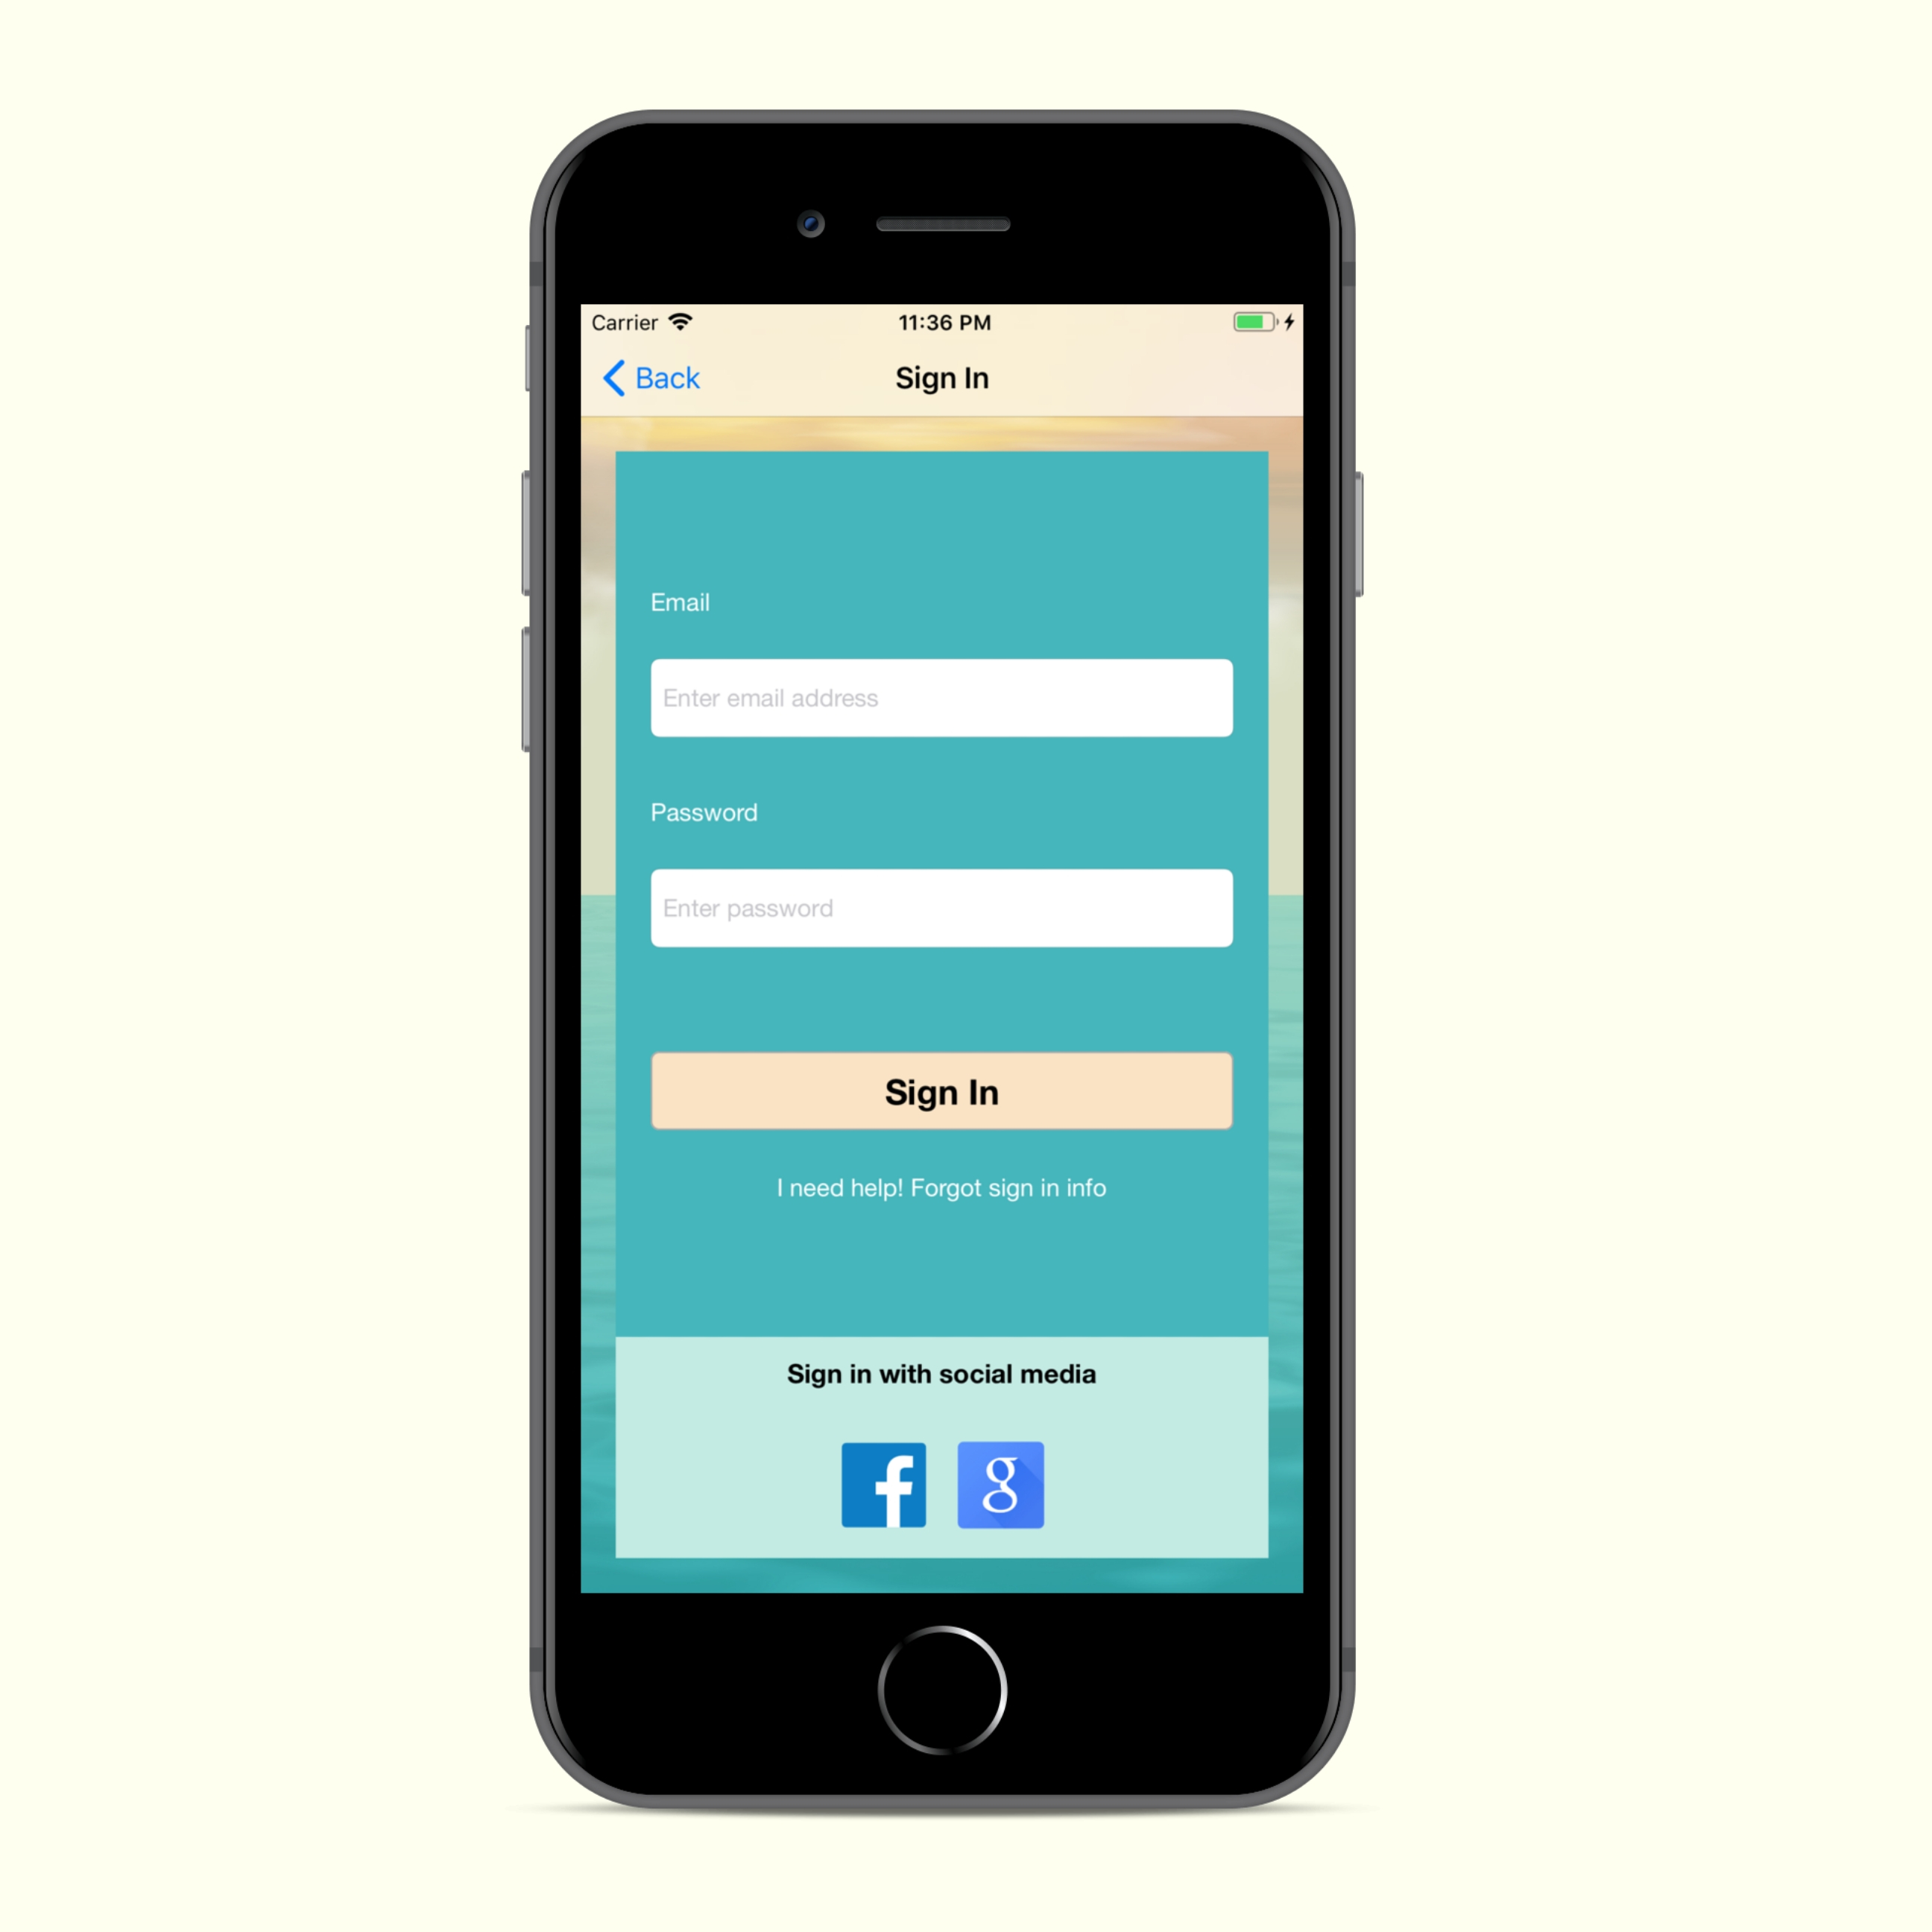 Carrier 11:36 PM
Back Sign In
Email
Enter email address
Password
Enter password
Sign In
I need help! Forgot sign in info
Sign in with social media
f g